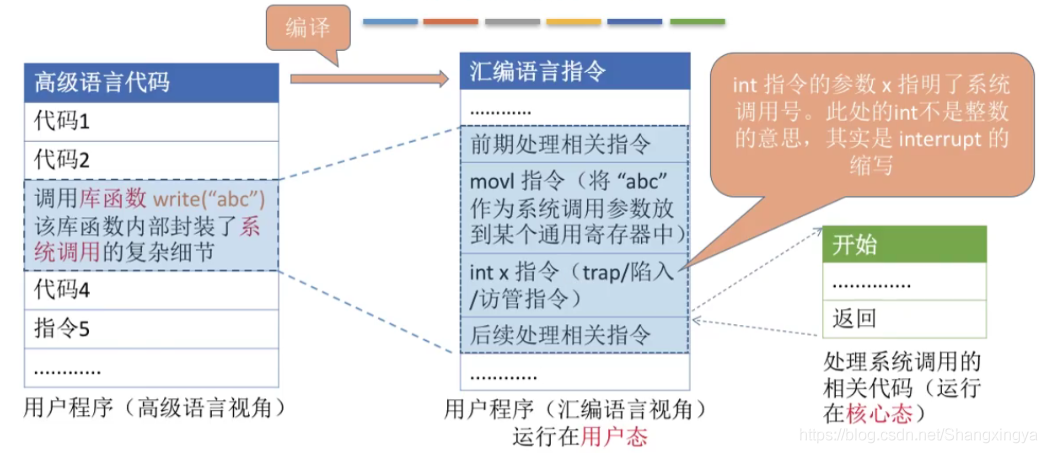 编译
高级语言代码
代码1
代码2
调用库函数 write(“abc”)
该库函数内部封装了系
统调用的复杂细节
代码4
指令5
…………
用户程序（高级语言视角）
汇编语言指令
…………
前期处理相关指令
movl 指令（将 “abc”
作为系统调用参数放
到某个通用寄存器中）
int x 指令（trap/陷入
/访管指令）
后续处理相关指令
…………
用户程序（汇编语言视角）
运行在用户态
int 指令的参数 x 指明了系统
调用号。此处的int不是整数
的意思，其实是 interrupt 的
缩写
开始
…………..
返回
处理系统调用的
相关代码（运行
在核心态）
https://blog.csdn.net/Shangxingya